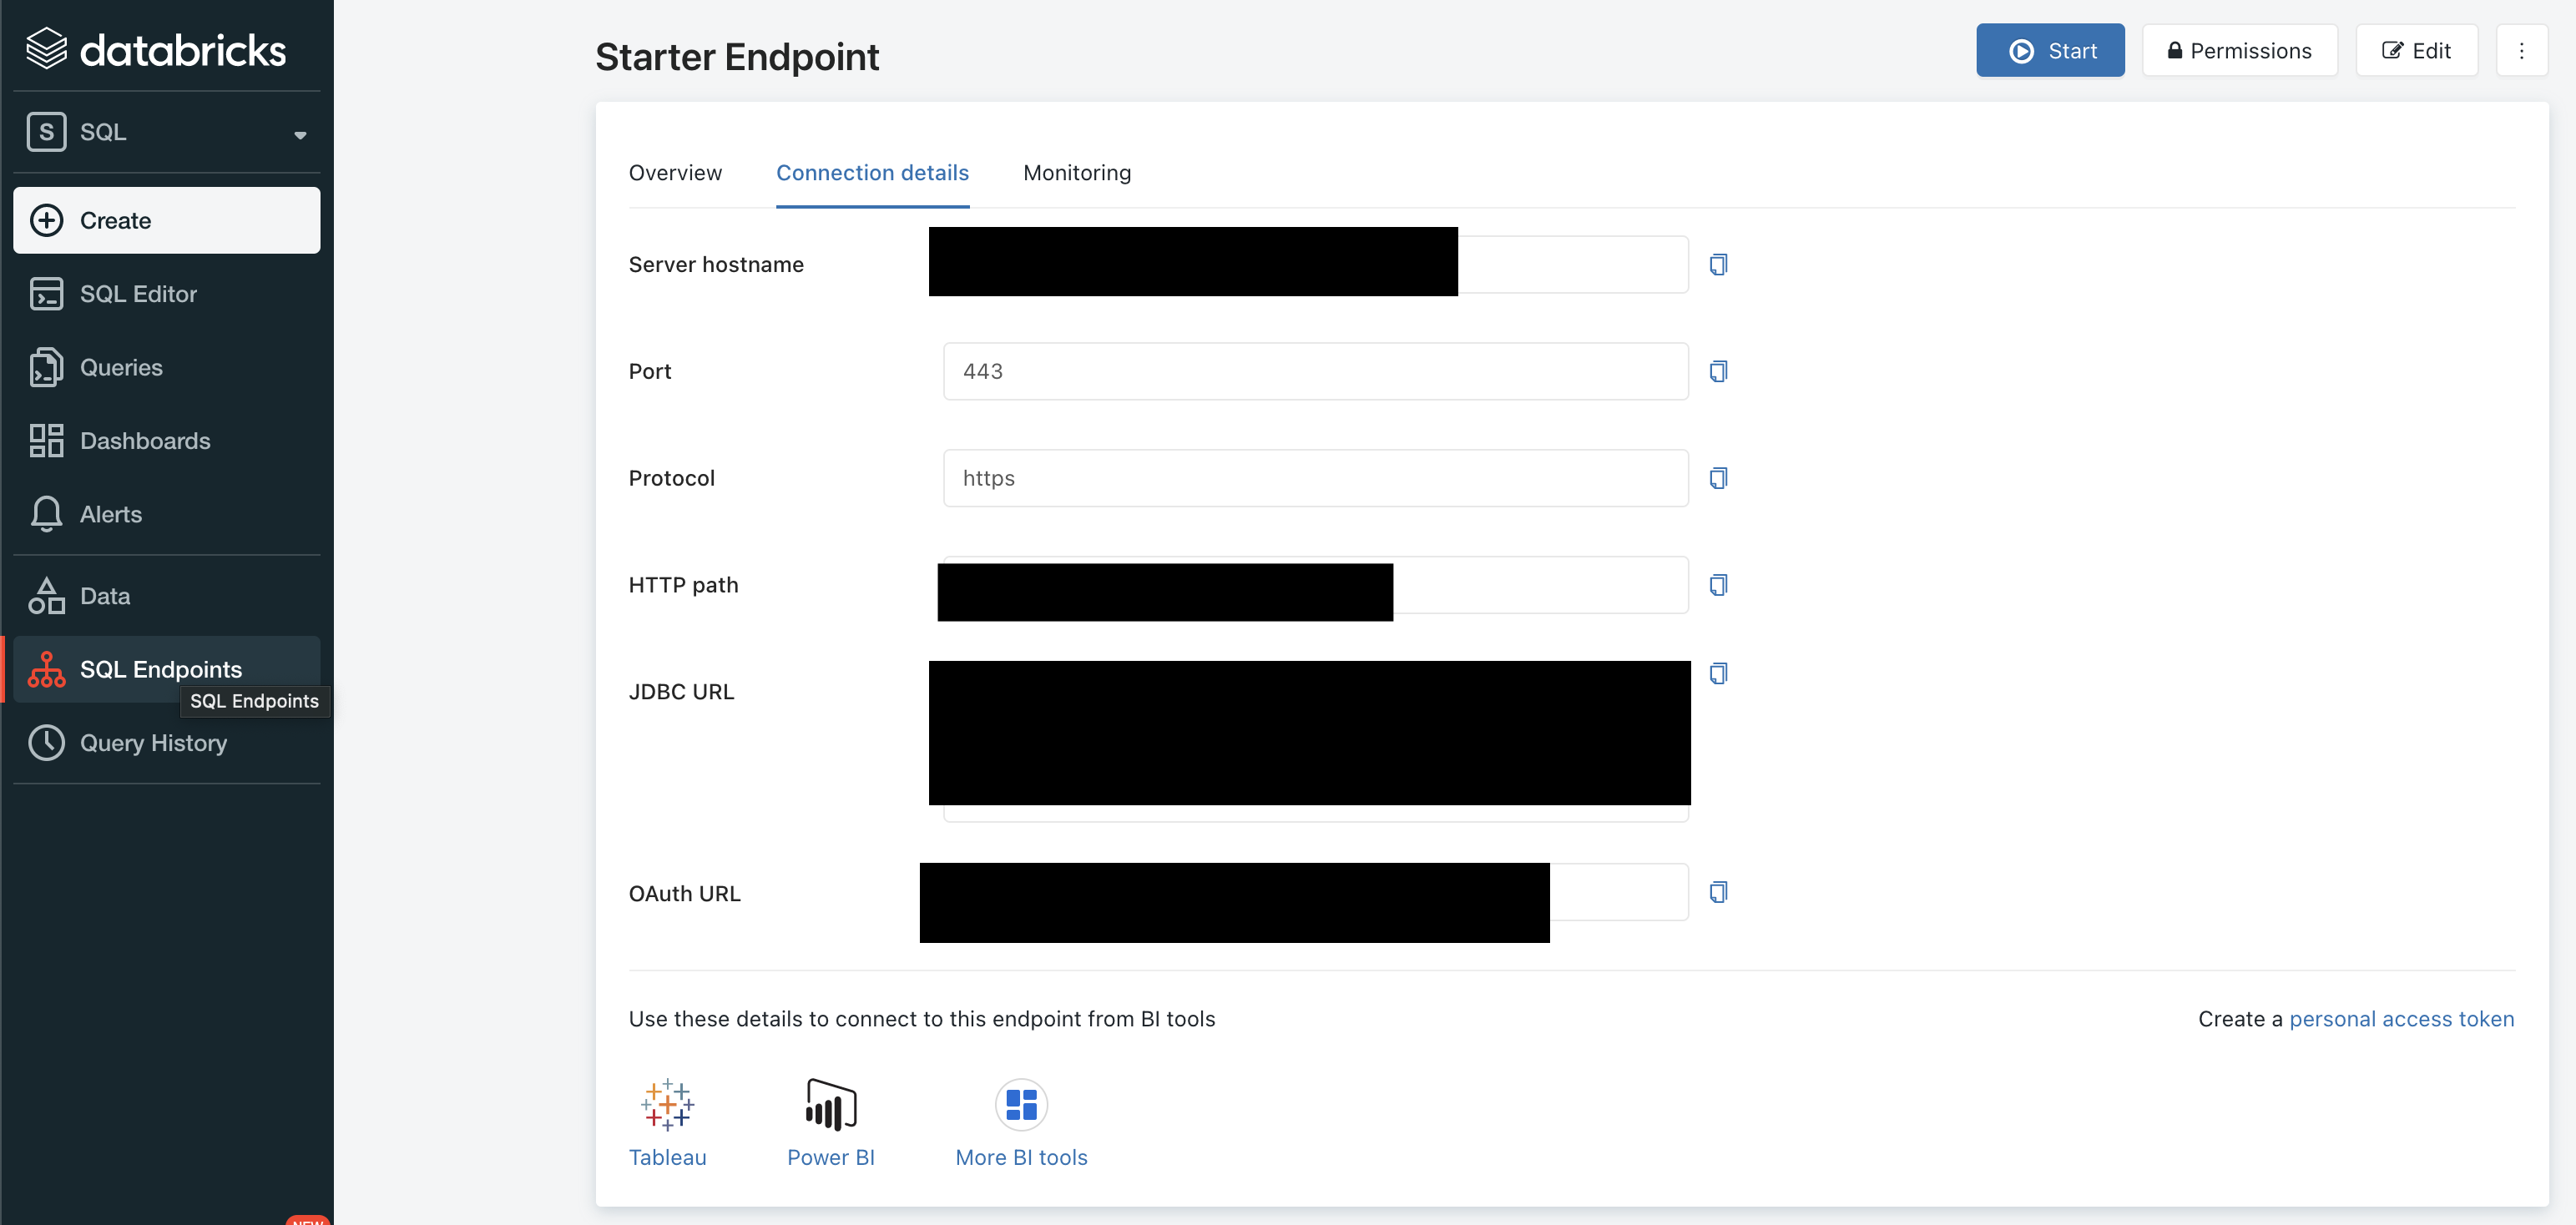 databricks
S SQL
Create
SQL Editor
Queries
Dashboards
Alerts
Data
SQL Endpoints
SQL Endpoints
Query History
NEW
Starter Endpoint
Start
Permissions
Edit
Overview
Connection details
Monitoring
Server hostname
Port
443
Protocol
https
HTTP path
JDBC URL
OAuth URL
Use these details to connect to this endpoint from BI tools
Create a personal access token
Tableau
Power BI
More BI tools